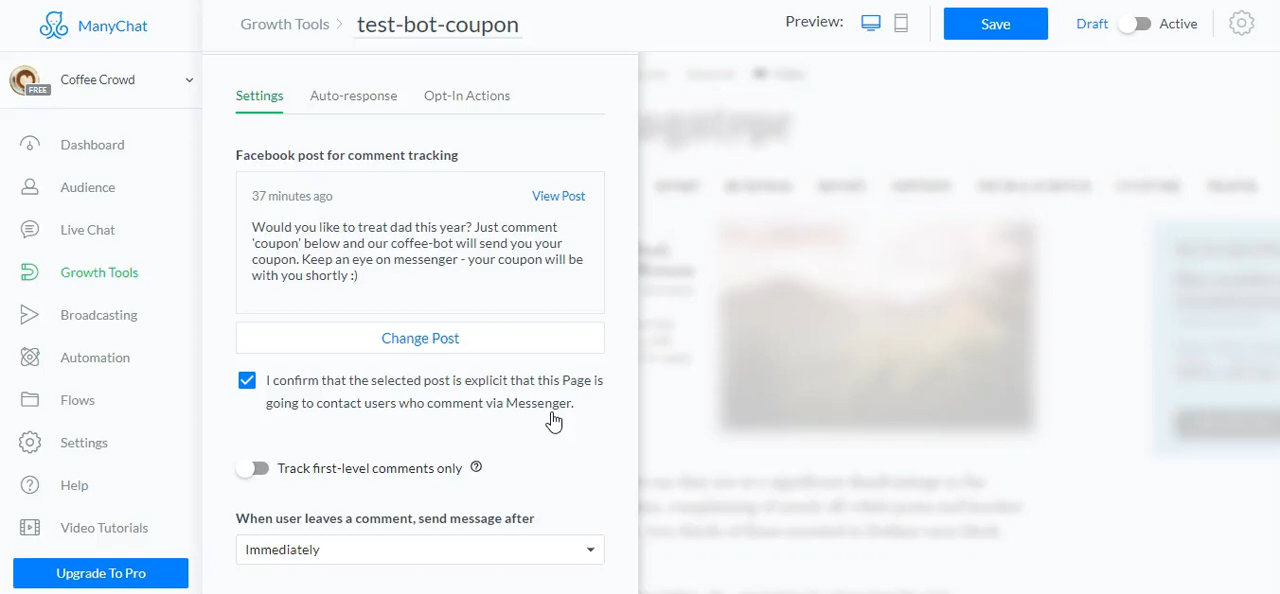 ManyChat
Growth Tools > test-bot-coupon
Preview:
Save
Draft
Active
Coffee Crowd
FREE
Dashboard
Audience
Live Chat
Growth Tools
Broadcasting
Automation
Flows
Settings
Help
Video Tutorials
Upgrade To Pro
Settings
Auto-response
Opt-In Actions
Facebook post for comment tracking
37 minutes ago
View Post
Would you like to treat dad this year? Just comment
'coupon' below and our coffee-bot will send you your
coupon. Keep an eye on messenger - your coupon will be
with you shortly :)
Change Post
I confirm that the selected post is explicit that this Page is
going to contact users who comment via Messenger.
Track first-level comments only ?
When user leaves a comment, send message after
Immediately